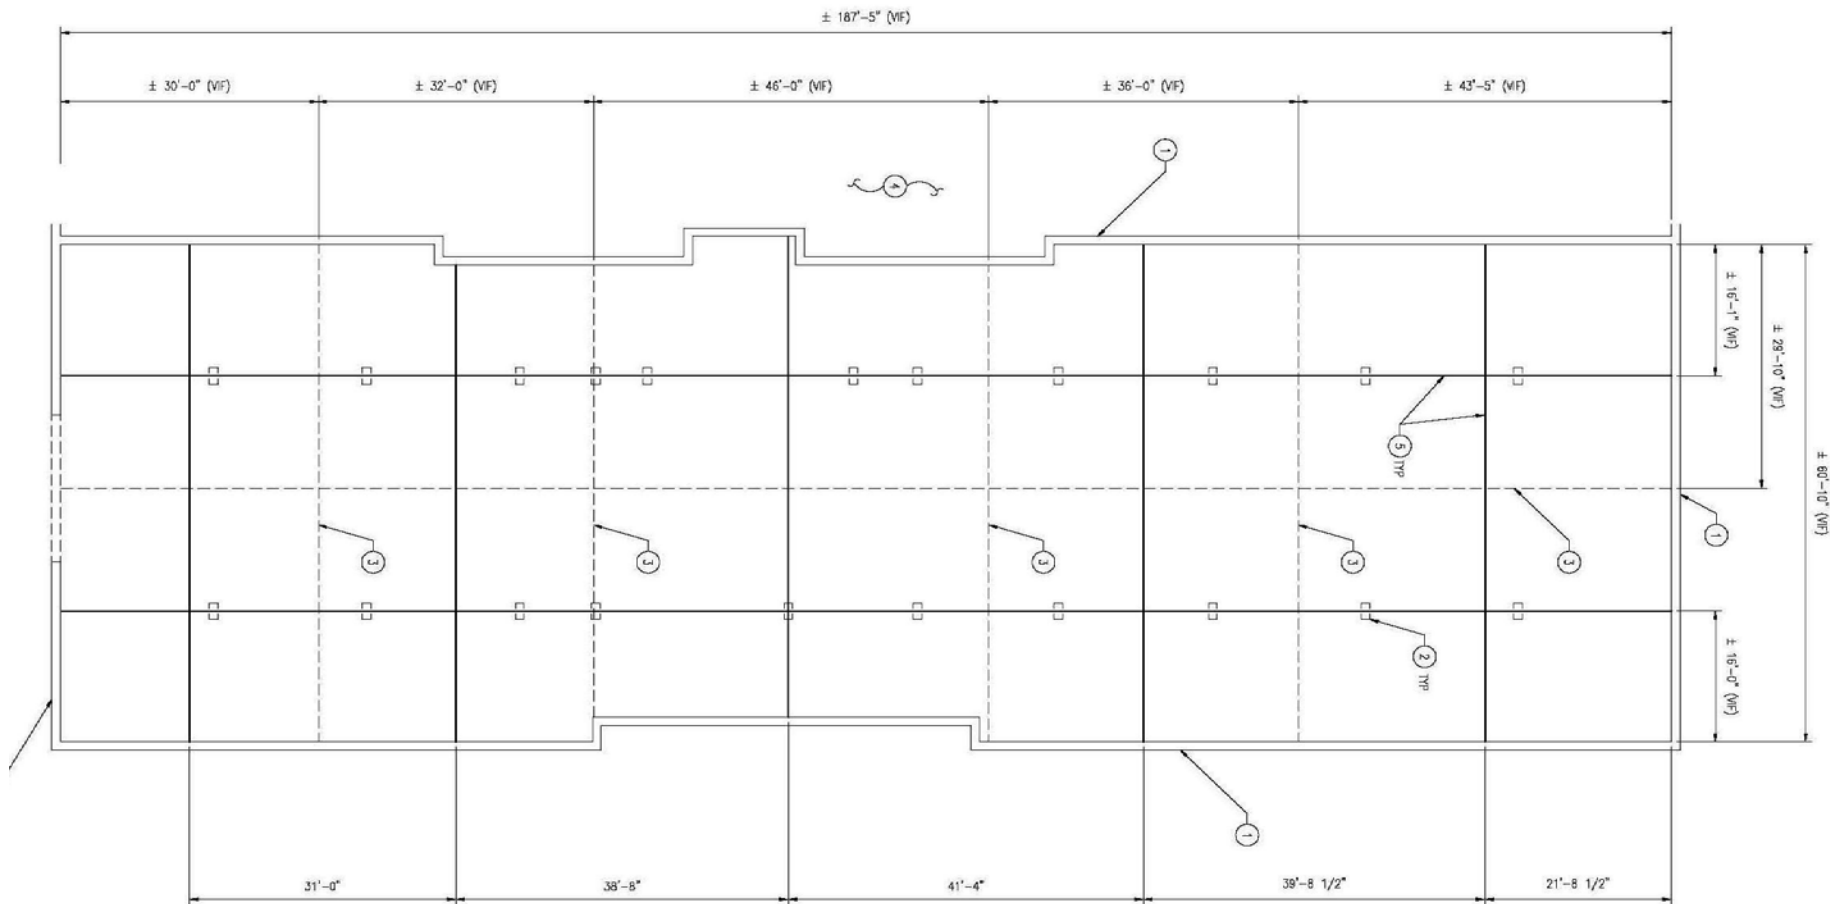 ± 187'-5" (VIF)
± 30'-0" (VIF)
± 32'-0" (VIF)
± 46'-0" (VIF)
± 36'-0" (VIF)
± 43'-5" (VIF)
1
4
± 16'-1" (VIF)
± 29'-10" (VIF)
± 60'-10" (VIF)
5 TYP
1
3
3
3
3
3
2 TYP
± 16'-0" (VIF)
1
31'-0"
38'-8"
41'-4"
39'-8 1/2"
21'-8 1/2"